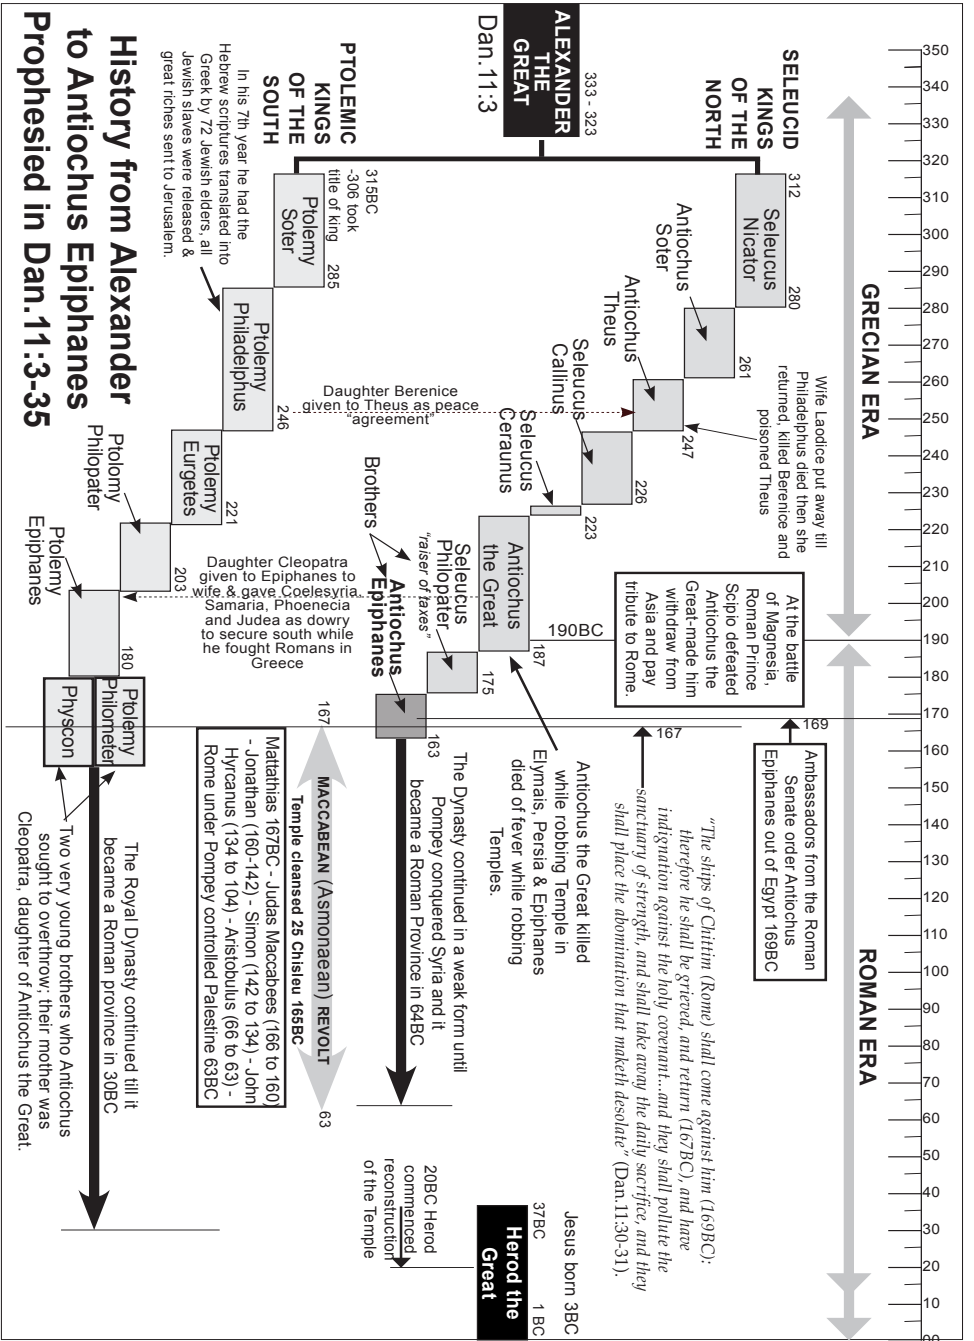 350
340
330
320
310
300
290
280
270
260
250
240
230
220
210
200
190
180
170
160
150
140
130
120
110
100
90
80
70
60
50
40
30
20
10
00
GRECIAN ERA
ROMAN ERA
SELEUCID
KINGS
OF THE
NORTH
312
Seleucus
Nicator
280
Antiochus
Soter
261
Antiochus
Theus
247
Wife Laodice put away till
Philadelphus died then she
returned, killed Berenice and
poisoned Theus
Seleucus
Callinus
226
Seleucus
Ceraunus
223
Antiochus
the Great
187
190BC
At the battle
of Magnesia,
Roman Prince
Scipio defeated
Antiochus the
Great-made him
withdraw from
Asia and pay
tribute to Rome.
169
Ambassadors from the Roman
Senate order Antiochus
Epiphanes out of Egypt 169BC
167
"The ships of Chittim (Rome) shall come against him (169BC);
therefore he shall be grieved, and return (167BC), and have
indignation against the holy covenant...and they shall pollute the
sanctuary of strength, and shall take away the daily sacrifice, and they
shall place the abomination that maketh desolate" (Dan.11:30-31).
Antiochus the Great killed
while robbing Temple in
Elymais, Persia & Epiphanes
died of fever while robbing
Temples.
Jesus born 3BC
37BC
1 BC
Herod the
Great
20BC Herod
commenced
reconstruction
of the Temple
333 - 323
ALEXANDER
THE
GREAT
Dan.11:3
Seleucus
Philopater
"raiser of taxes"
175
Brothers
Antiochus
Epiphanes
163
The Dynasty continued in a weak form until
Pompey conquered Syria and it
became a Roman Province in 64BC
167
63
MACCABEAN (Asmonaean) REVOLT
Temple cleansed 25 Chisleu 165BC
Mattathias 167BC - Judas Maccabees (166 to 160)
- Jonathan (160-142) - Simon (142 to 134) - John
Hyrcanus (134 to 104) - Aristobulus (66 to 63) -
Rome under Pompey controlled Palestine 63BC
Daughter Berenice
given to Theus as peace
"agreement"
Daughter Cleopatra
given to Epiphanes to
wife & gave Coelesyria,
Samaria, Phoenecia
and Judea as dowry
to secure south while
he fought Romans in
Greece
PTOLEMIC
KINGS
OF THE
SOUTH
315BC
-306 took
title of king
Ptolemy
Soter
285
Ptolemy
Philadelphus
246
In his 7th year he had the
Hebrew scriptures translated into
Greek by 72 Jewish elders, all
Jewish slaves were released &
great riches sent to Jerusalem.
Ptolemy
Eurgetes
221
Ptolomy
Philopater
203
Ptolemy
Epiphanes
180
Ptolemy
Philometer
Physcon
The Royal Dynasty continued till it
became a Roman province in 30BC
Two very young brothers who Antiochus
sought to overthrow; their mother was
Cleopatra, daughter of Antiochus the Great.
History from Alexander
to Antiochus Epiphanes
Prophesied in Dan.11:3-35